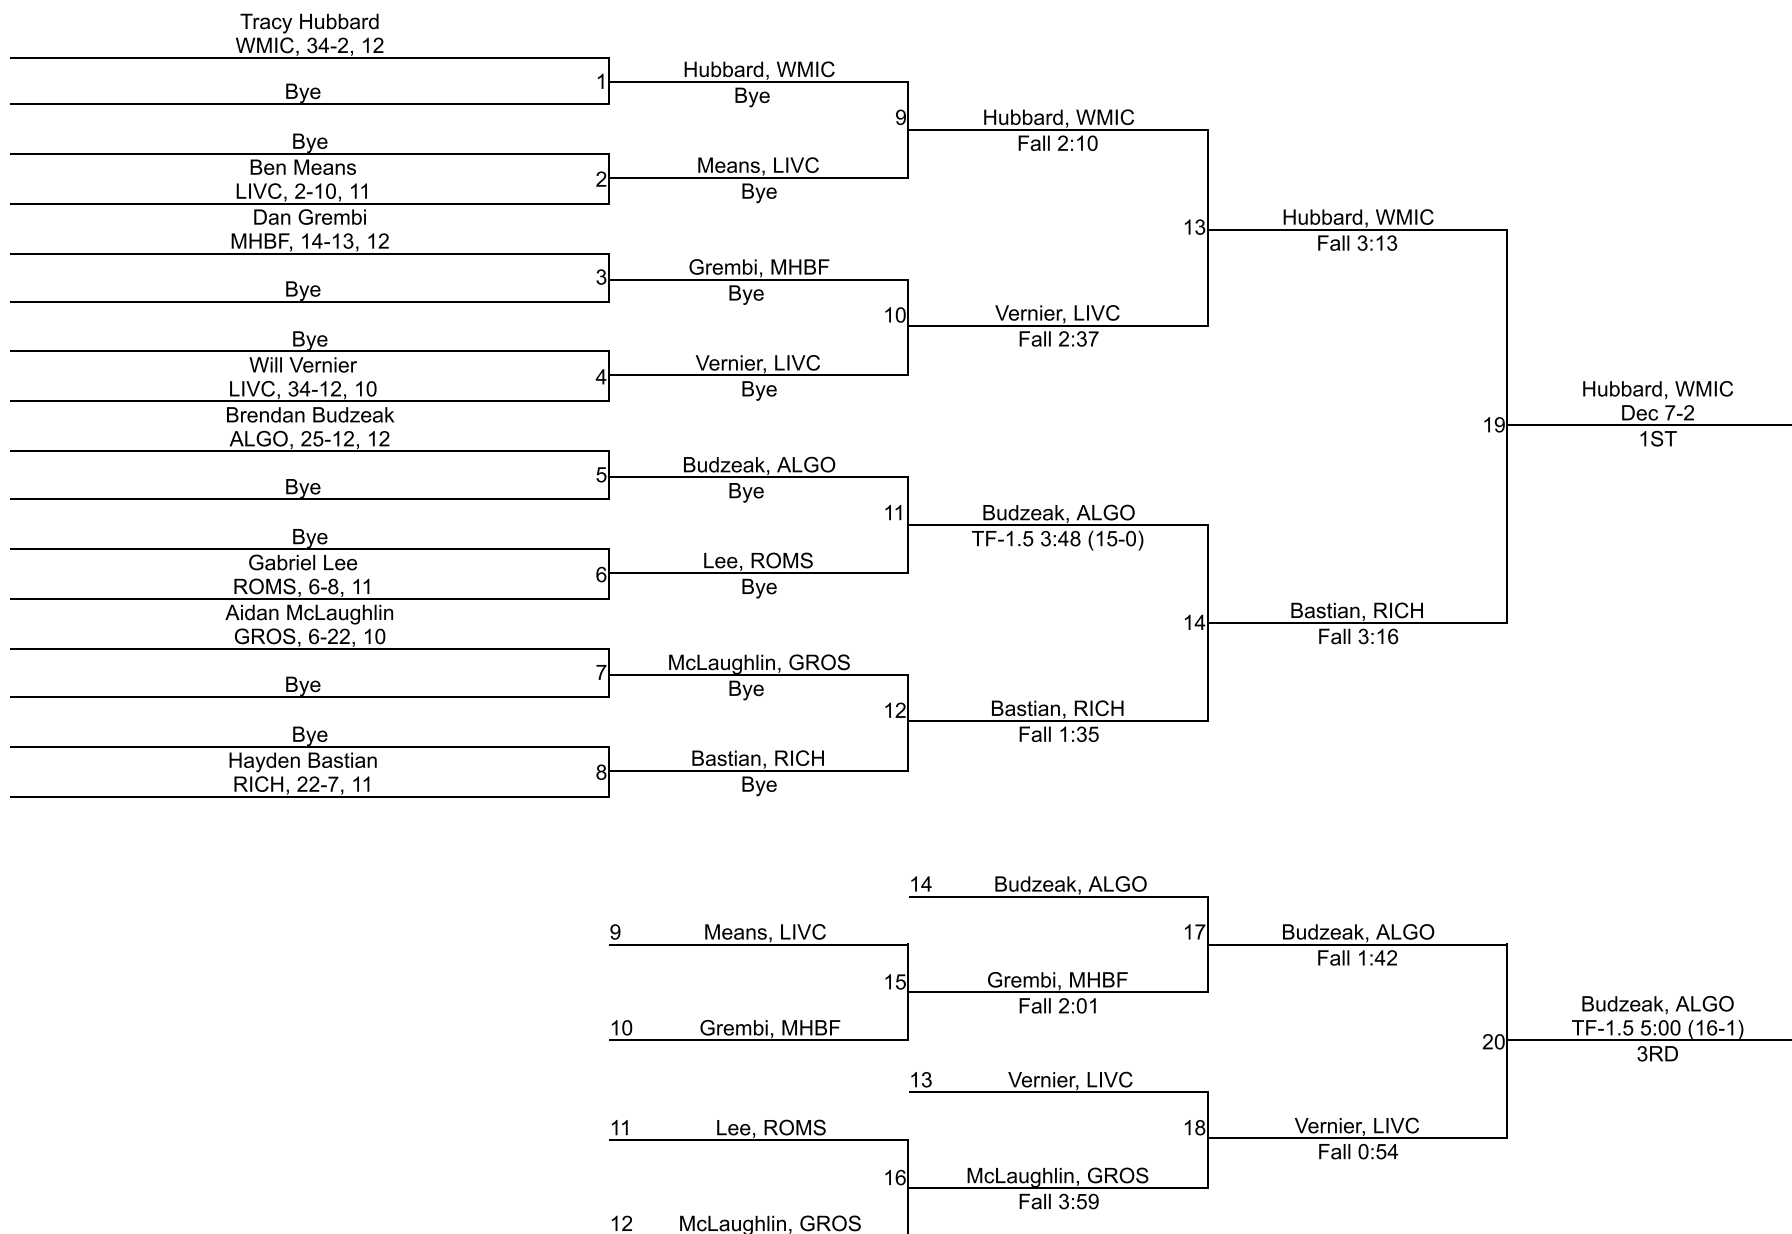 Tracy Hubbard
WMIC, 34-2, 12
1
Bye
Bye
2
Ben Means
LIVC, 2-10, 11
Dan Grembi
MHBF, 14-13, 12
3
Bye
Bye
4
Will Vernier
LIVC, 34-12, 10
Brendan Budzeak
ALGO, 25-12, 12
5
Bye
Bye
6
Gabriel Lee
ROMS, 6-8, 11
Aidan McLaughlin
GROS, 6-22, 10
7
Bye
Bye
8
Hayden Bastian
RICH, 22-7, 11
Hubbard, WMIC
Bye
9
Means, LIVC
Bye
Grembi, MHBF
Bye
10
Vernier, LIVC
Bye
Budzeak, ALGO
Bye
11
Lee, ROMS
Bye
McLaughlin, GROS
Bye
12
Bastian, RICH
Bye
Hubbard, WMIC
Fall 2:10
13
Vernier, LIVC
Fall 2:37
Budzeak, ALGO
TF-1.5 3:48 (15-0)
14
Bastian, RICH
Fall 1:35
Hubbard, WMIC
Fall 3:13
19
Bastian, RICH
Fall 3:16
Hubbard, WMIC
Dec 7-2
1ST
14 Budzeak, ALGO
9 Means, LIVC
17
15
Grembi, MHBF
Fall 2:01
10 Grembi, MHBF
13 Vernier, LIVC
11 Lee, ROMS
18
16
McLaughlin, GROS
Fall 3:59
12 McLaughlin, GROS
Budzeak, ALGO
Fall 1:42
20
Vernier, LIVC
Fall 0:54
Budzeak, ALGO
TF-1.5 5:00 (16-1)
3RD